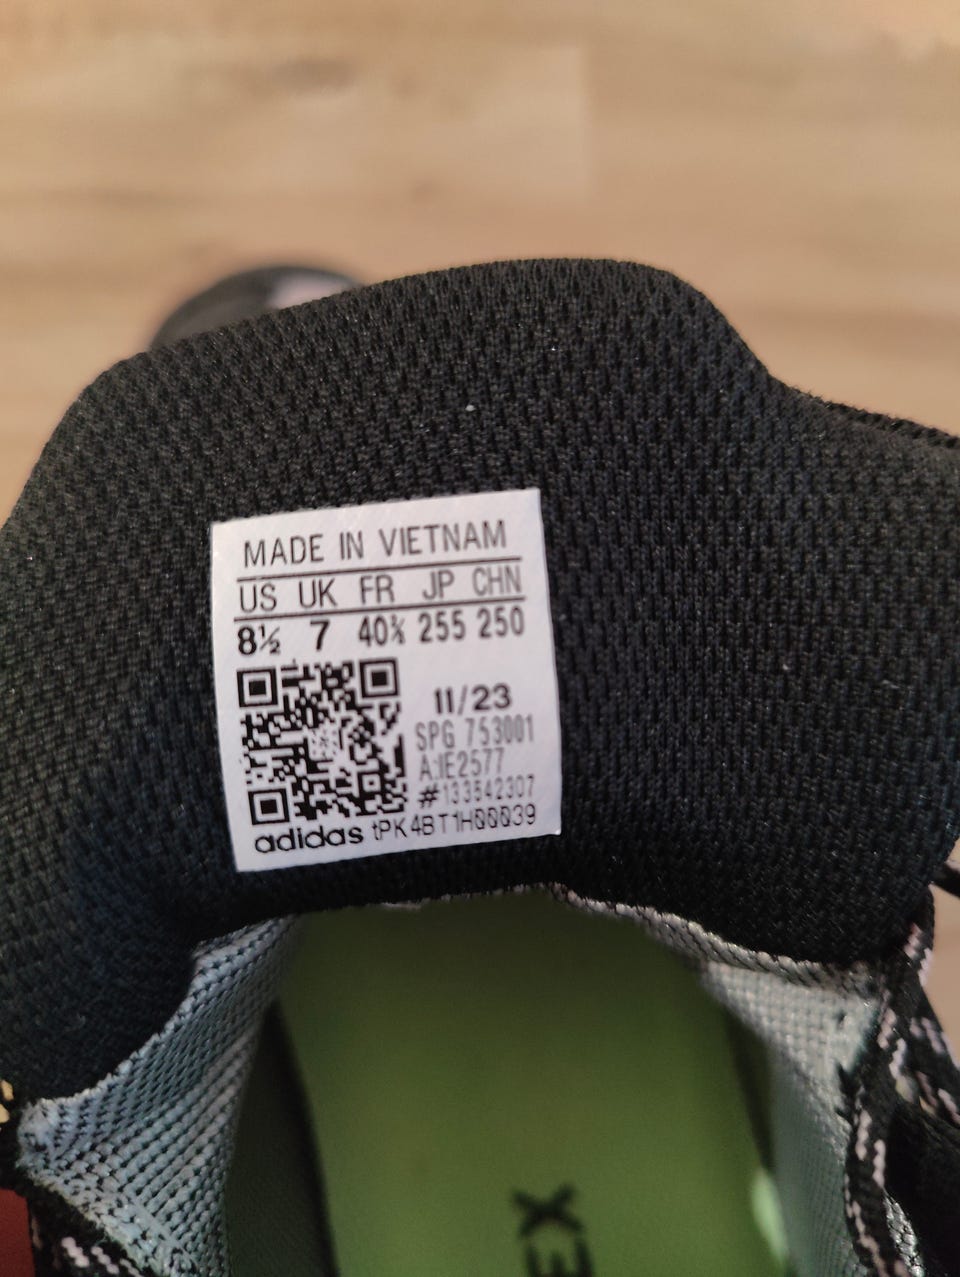 MADE IN VIETNAM
US UK FR JP CHN
8½ 7 40⅔ 255 250
11/23
SPG 753001
A:IE2577
#133542307
adidas tPK4BT1H00039
EX